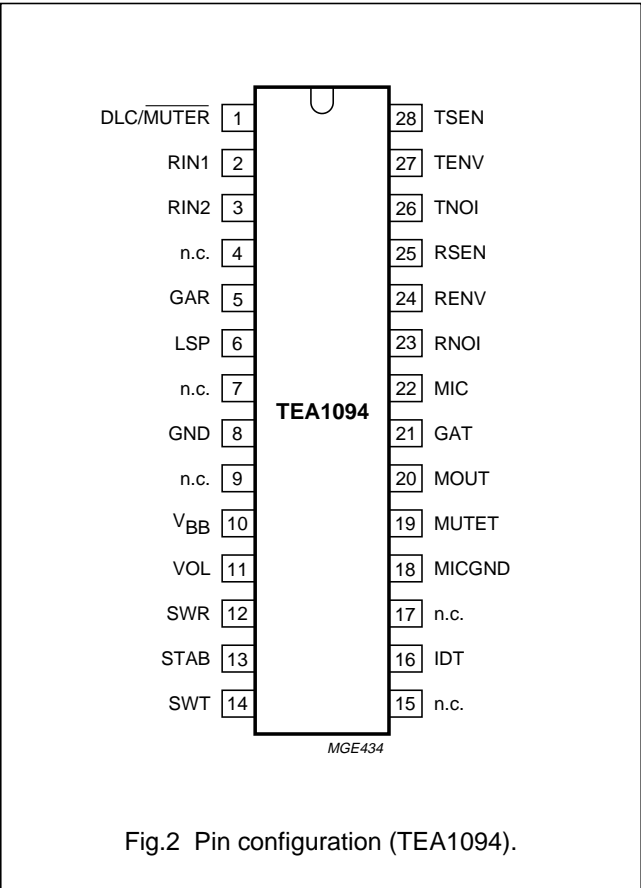 DLC/MUTER 1 28 TSEN
RIN1 2 27 TENV
RIN2 3 26 TNOI
n.c. 4 25 RSEN
GAR 5 24 RENV
LSP 6 23 RNOI
n.c. 7 22 MIC
TEA1094
GND 8 21 GAT
n.c. 9 20 MOUT
VBB 10 19 MUTET
VOL 11 18 MICGND
SWR 12 17 n.c.
STAB 13 16 IDT
SWT 14 15 n.c.
MGE434
Fig.2 Pin configuration (TEA1094).